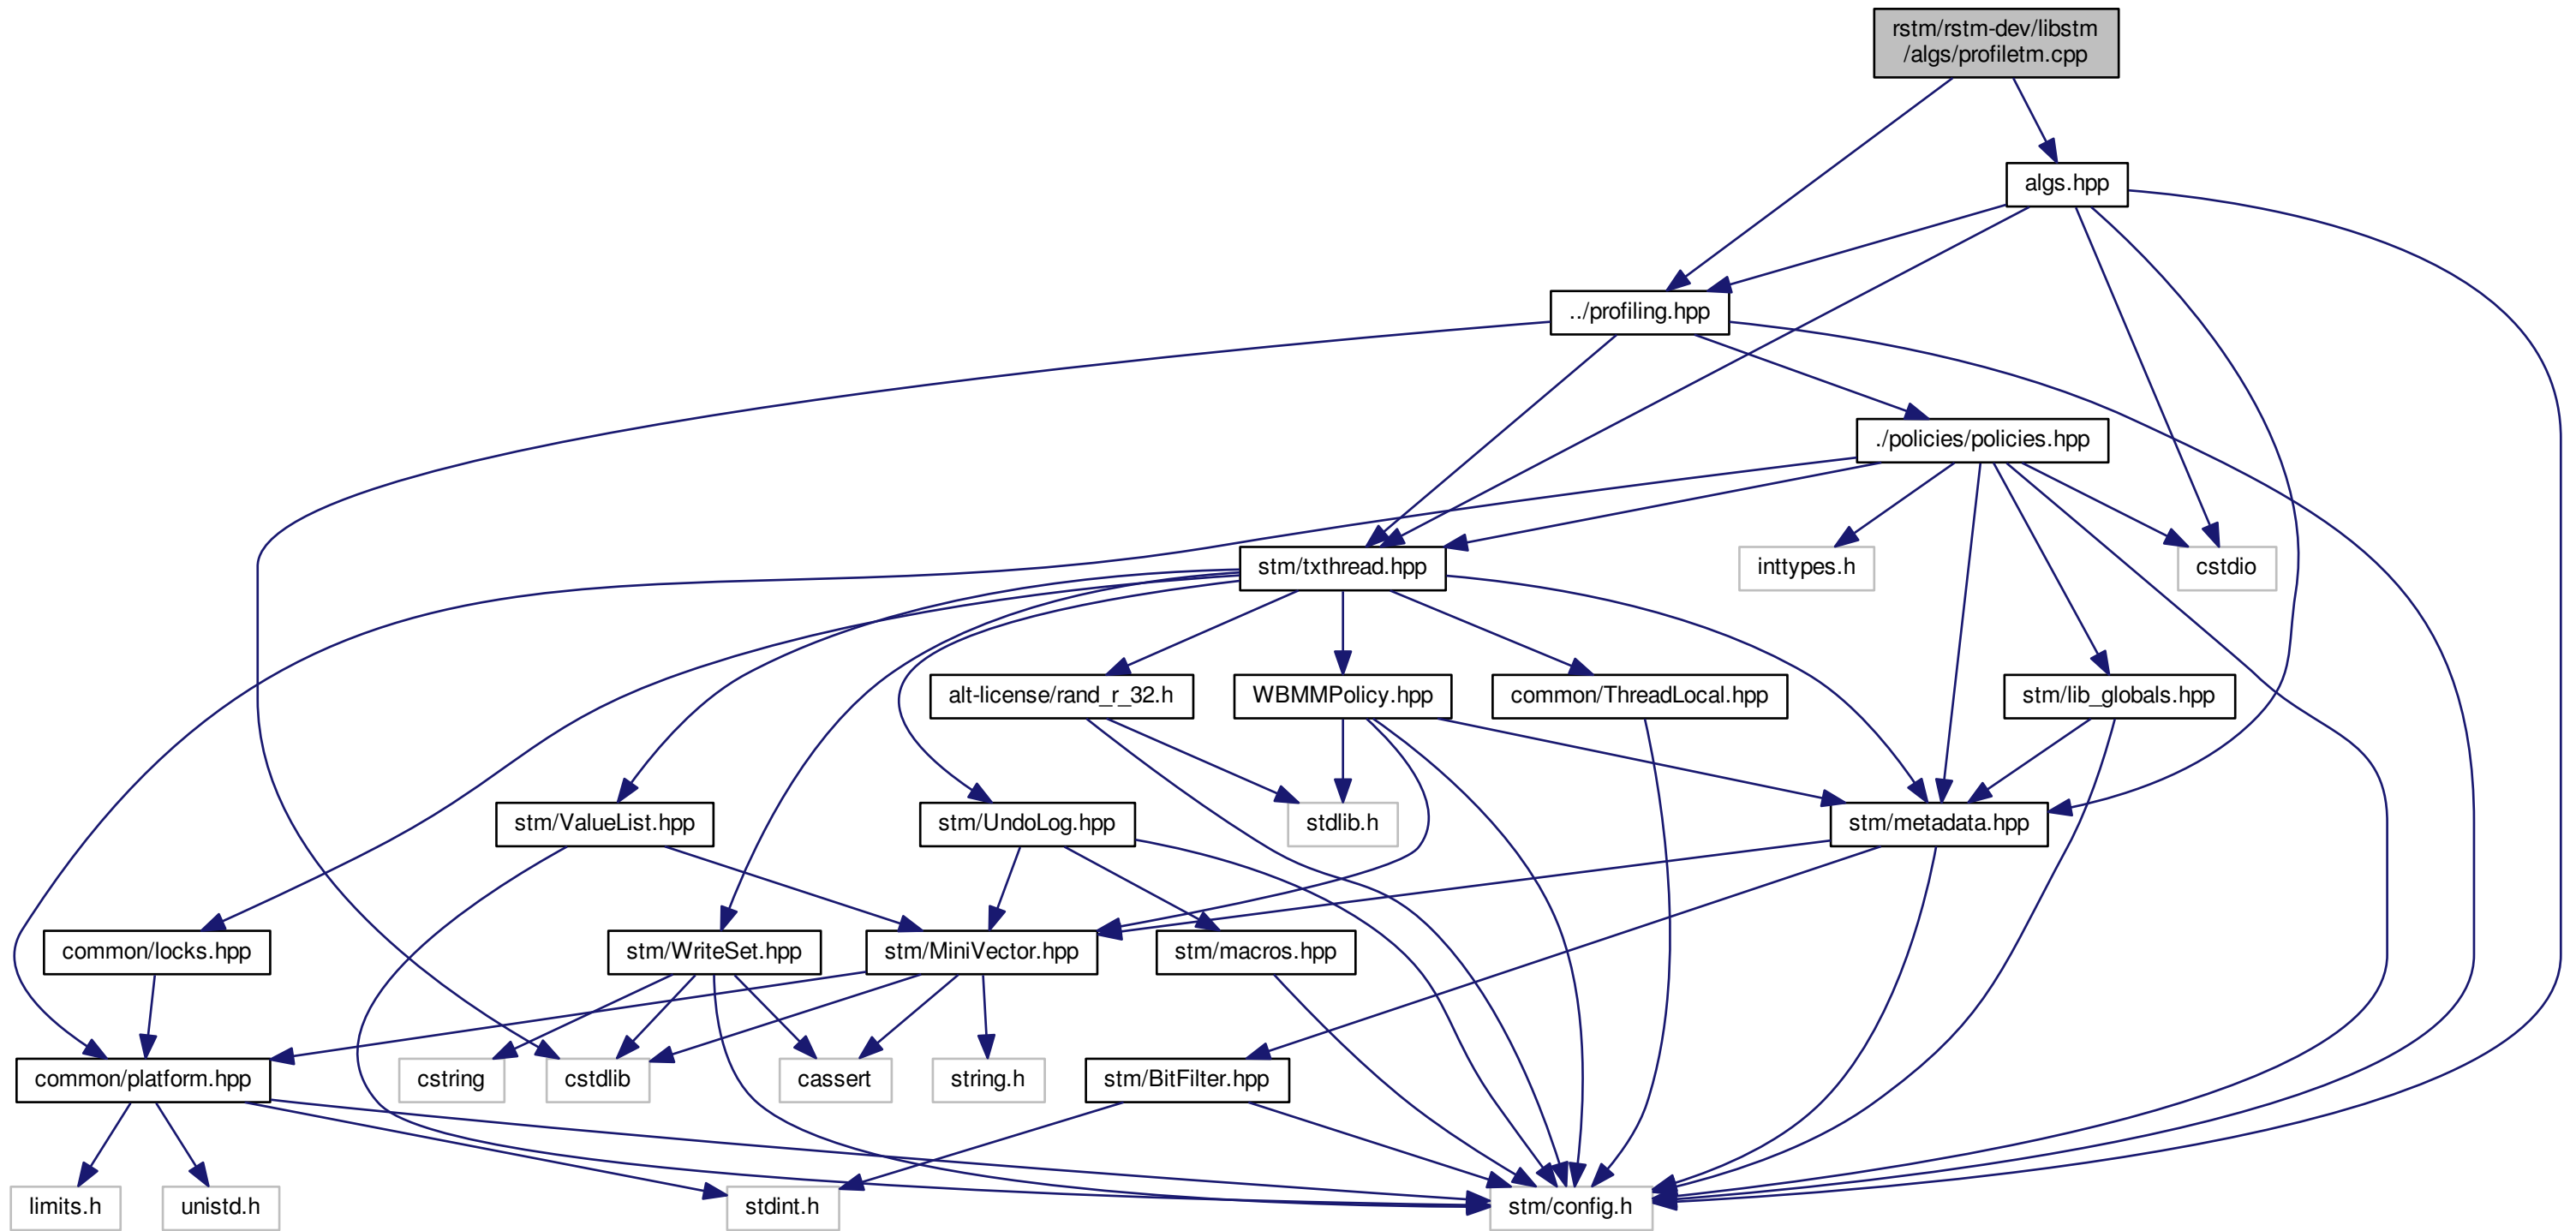 rstm/rstm-dev/libstm
/algs/profiletm.cpp
algs.hpp
../profiling.hpp
./policies/policies.hpp
stm/txthread.hpp
inttypes.h
cstdio
alt-license/rand_r_32.h
WBMMPolicy.hpp
common/ThreadLocal.hpp
stm/lib_globals.hpp
stm/ValueList.hpp
stm/UndoLog.hpp
stdlib.h
stm/metadata.hpp
common/locks.hpp
stm/WriteSet.hpp
stm/MiniVector.hpp
stm/macros.hpp
common/platform.hpp
cstring
cstdlib
cassert
string.h
stm/BitFilter.hpp
limits.h
unistd.h
stdint.h
stm/config.h